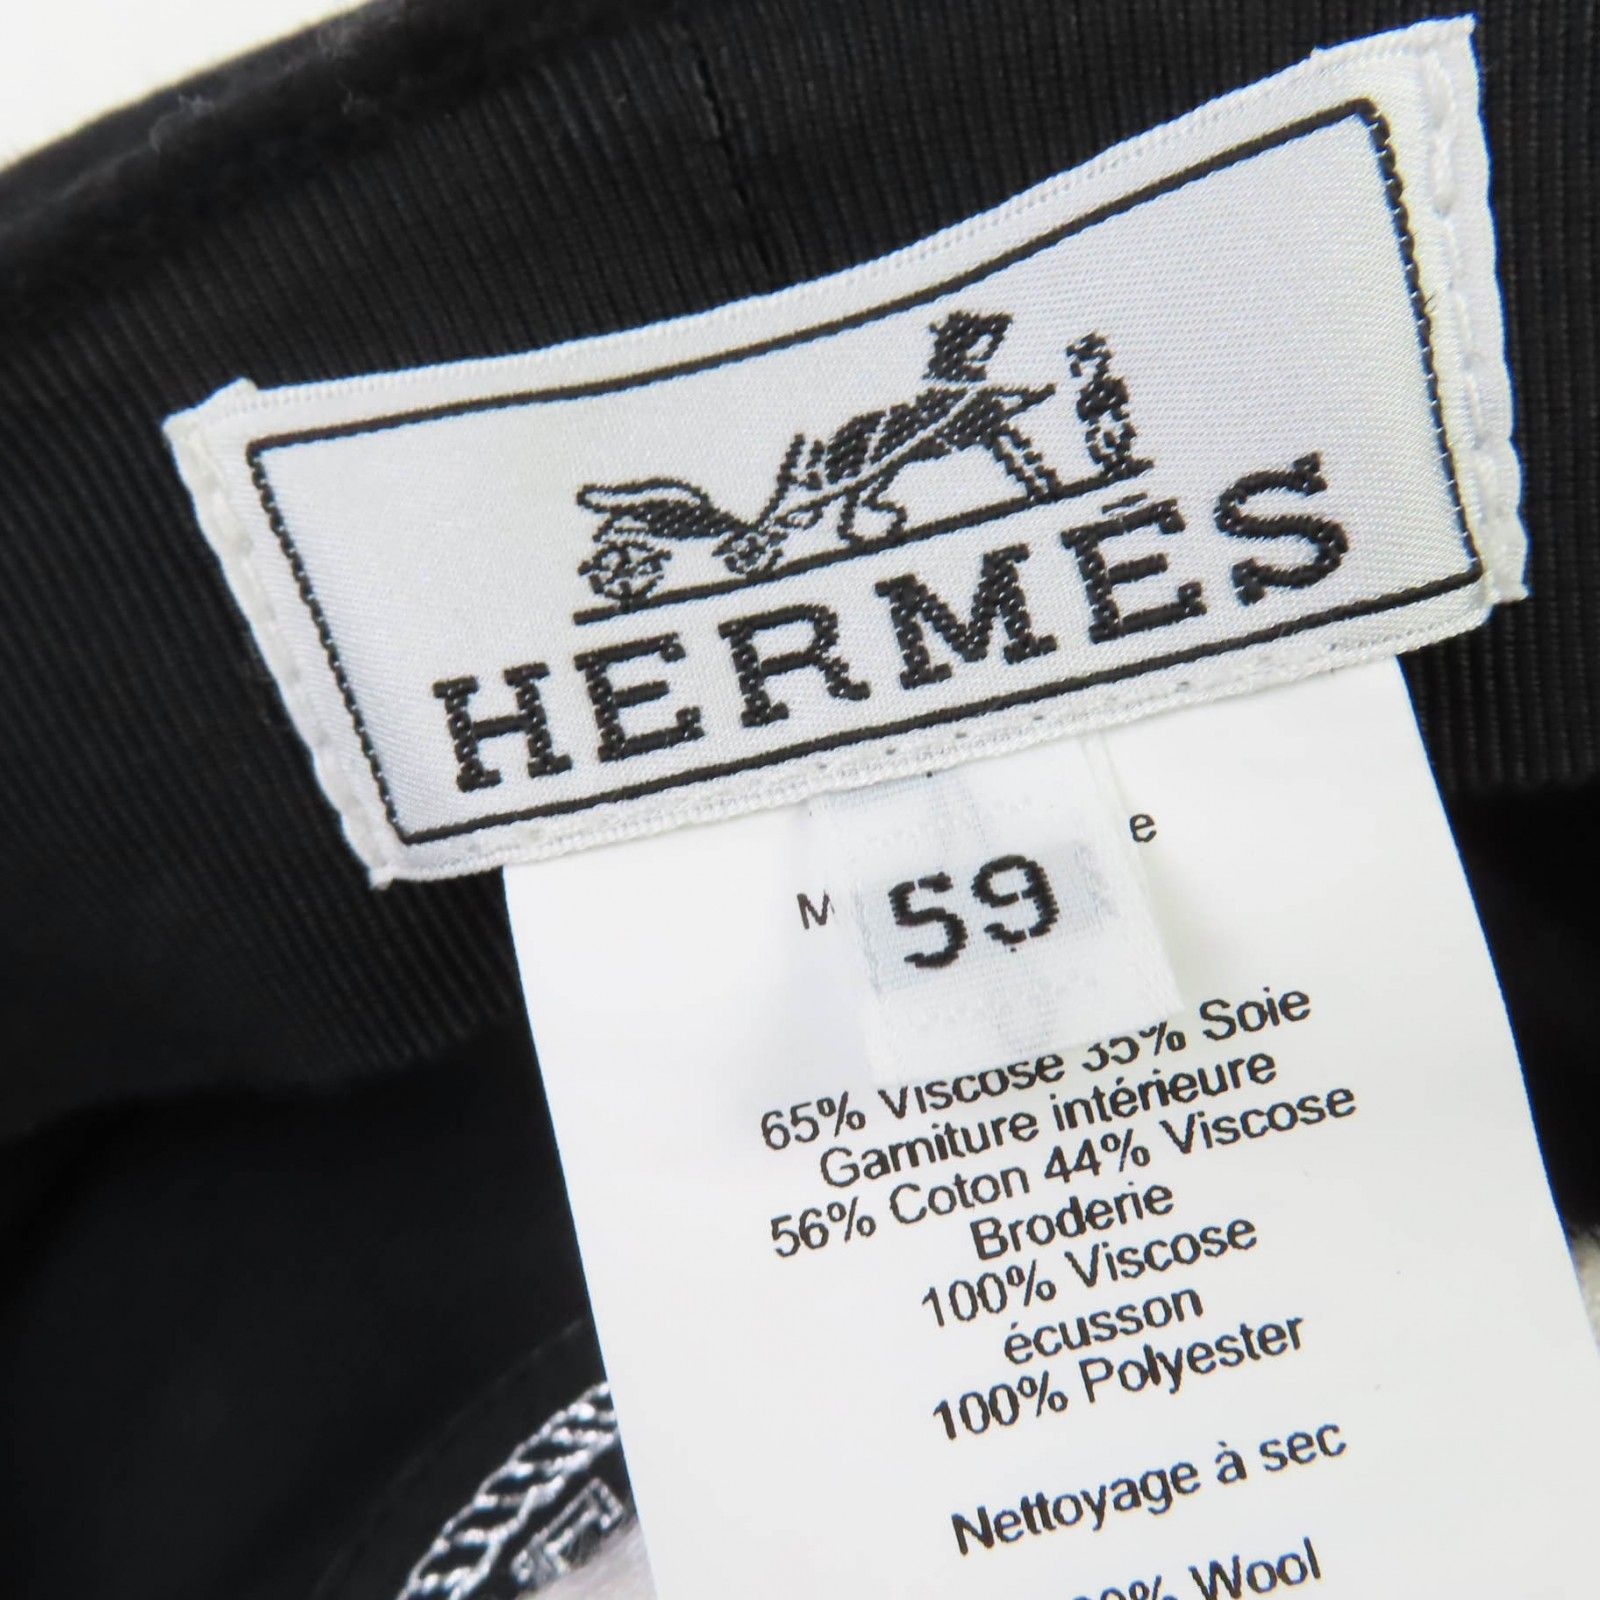 HERMÈS
59
65% Viscose 35% Soie
Garniture intérieure
56% Coton 44% Viscose
Broderie
100% Viscose
écusson
100% Polyester
Nettoyage à sec
Wool